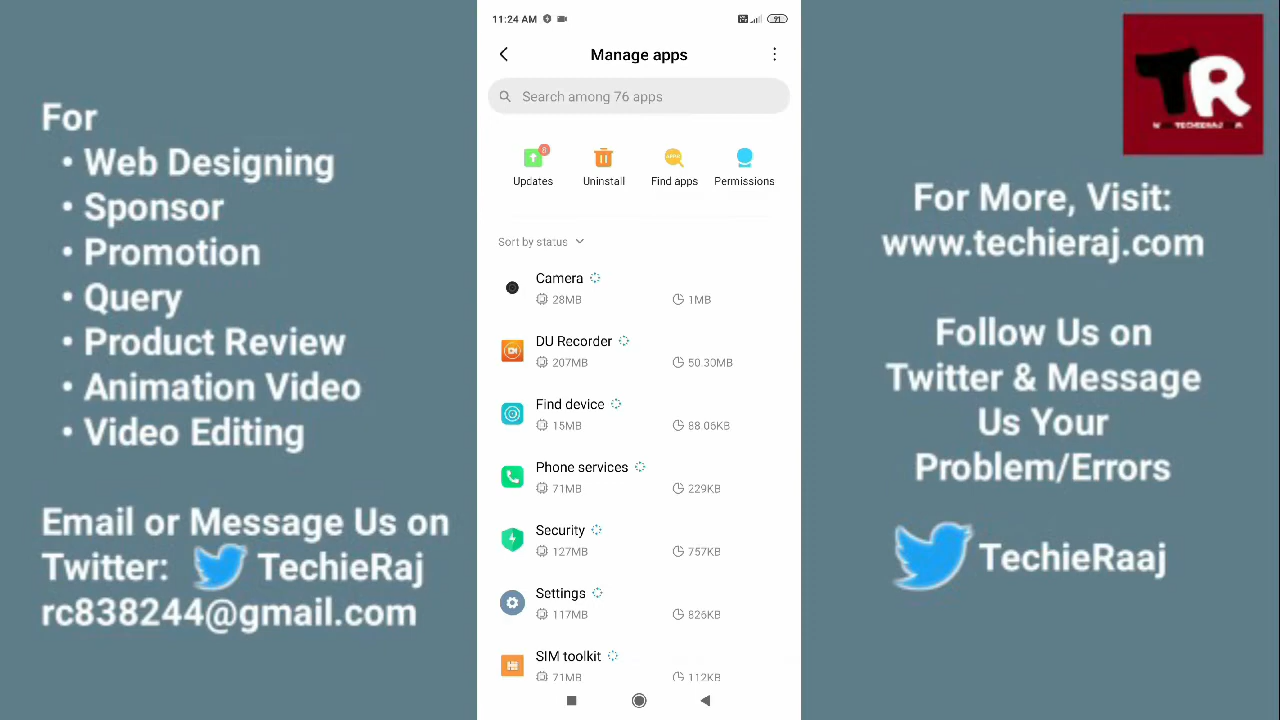 For
• Web Designing
• Sponsor
• Promotion
• Query
• Product Review
• Animation Video
• Video Editing
Email or Message Us on
Twitter: TechieRaj
rc838244@gmail.com
11:24 AM
91
Manage apps
Search among 76 apps
6
Updates
Uninstall
Find apps
Permissions
Sort by status
Camera
28MB
1MB
DU Recorder
207MB
50.30MB
Find device
15MB
88.06KB
Phone services
71MB
229KB
Security
127MB
757KB
Settings
117MB
826KB
SIM toolkit
71MB
112KB
TR
For More, Visit:
www.techieraj.com
Follow Us on
Twitter & Message
Us Your
Problem/Errors
TechieRaaj